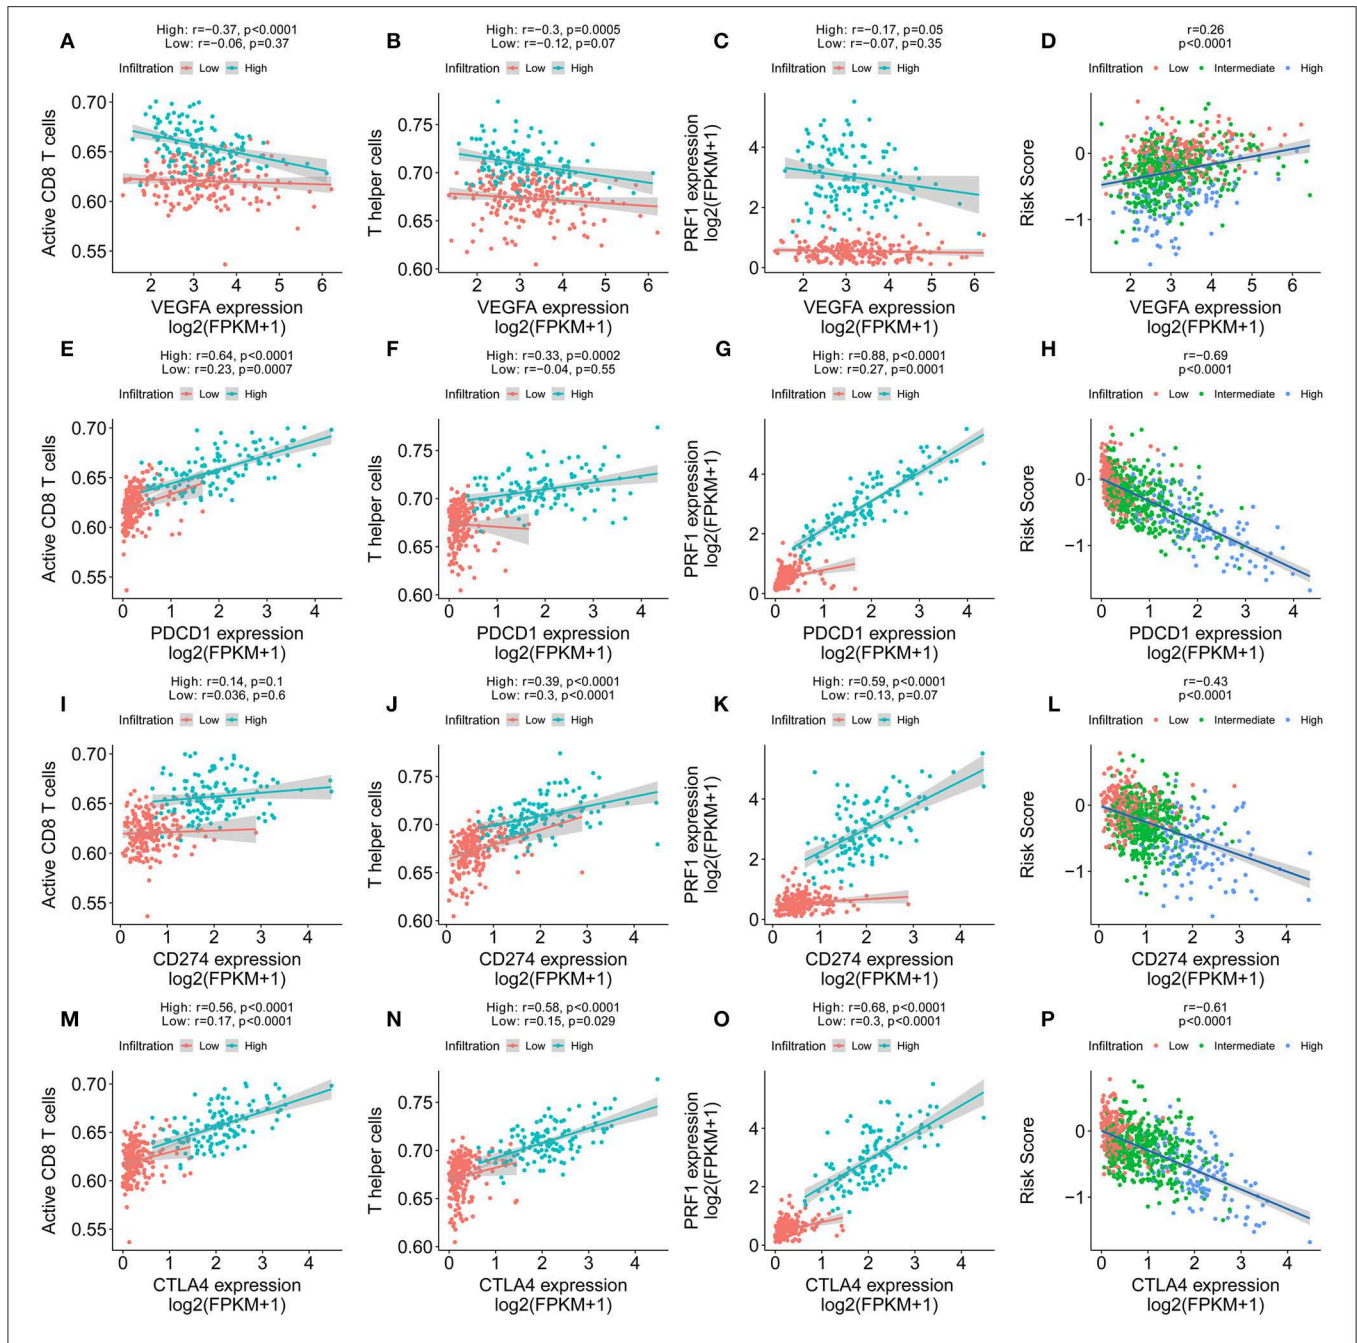 A
High: r=−0.37, p<0.0001
Low: r=−0.06, p=0.37
Infiltration Low High
Active CD8 T cells
0.70
0.65
0.60
0.55
2 3 4 5 6
VEGFA expression
log2(FPKM+1)
B
High: r=−0.3, p=0.0005
Low: r=−0.12, p=0.07
Infiltration Low High
T helper cells
0.75
0.70
0.65
0.60
2 3 4 5 6
VEGFA expression
log2(FPKM+1)
C
High: r=−0.17, p=0.05
Low: r=−0.07, p=0.35
Infiltration Low High
PRF1 expression
log2(FPKM+1)
4
2
0
2 3 4 5 6
VEGFA expression
log2(FPKM+1)
D
r=0.26
p<0.0001
Infiltration Low Intermediate High
Risk Score
0
−1
2 3 4 5 6
VEGFA expression
log2(FPKM+1)
E
High: r=0.64, p<0.0001
Low: r=0.23, p=0.0007
Infiltration Low High
Active CD8 T cells
0.70
0.65
0.60
0.55
0 1 2 3 4
PDCD1 expression
log2(FPKM+1)
F
High: r=0.33, p=0.0002
Low: r=−0.04, p=0.55
Infiltration Low High
T helper cells
0.75
0.70
0.65
0.60
0 1 2 3 4
PDCD1 expression
log2(FPKM+1)
G
High: r=0.88, p<0.0001
Low: r=0.27, p=0.0001
Infiltration Low High
PRF1 expression
log2(FPKM+1)
4
2
0
0 1 2 3 4
PDCD1 expression
log2(FPKM+1)
H
r=−0.69
p<0.0001
Infiltration Low Intermediate High
Risk Score
0
−1
0 1 2 3 4
PDCD1 expression
log2(FPKM+1)
I
High: r=0.14, p=0.1
Low: r=0.036, p=0.6
Infiltration Low High
Active CD8 T cells
0.70
0.65
0.60
0.55
0 1 2 3 4
CD274 expression
log2(FPKM+1)
J
High: r=0.39, p<0.0001
Low: r=0.3, p<0.0001
Infiltration Low High
T helper cells
0.75
0.70
0.65
0.60
0 1 2 3 4
CD274 expression
log2(FPKM+1)
K
High: r=0.59, p<0.0001
Low: r=0.13, p=0.07
Infiltration Low High
PRF1 expression
log2(FPKM+1)
4
2
0
0 1 2 3 4
CD274 expression
log2(FPKM+1)
L
r=−0.43
p<0.0001
Infiltration Low Intermediate High
Risk Score
0
−1
0 1 2 3 4
CD274 expression
log2(FPKM+1)
M
High: r=0.56, p<0.0001
Low: r=0.17, p<0.0001
Infiltration Low High
Active CD8 T cells
0.70
0.65
0.60
0.55
0 1 2 3 4
CTLA4 expression
log2(FPKM+1)
N
High: r=0.58, p<0.0001
Low: r=0.15, p=0.029
Infiltration Low High
T helper cells
0.75
0.70
0.65
0.60
0 1 2 3 4
CTLA4 expression
log2(FPKM+1)
O
High: r=0.68, p<0.0001
Low: r=0.3, p<0.0001
Infiltration Low High
PRF1 expression
log2(FPKM+1)
4
2
0
0 1 2 3 4
CTLA4 expression
log2(FPKM+1)
P
r=−0.61
p<0.0001
Infiltration Low Intermediate High
Risk Score
0
−1
0 1 2 3 4
CTLA4 expression
log2(FPKM+1)